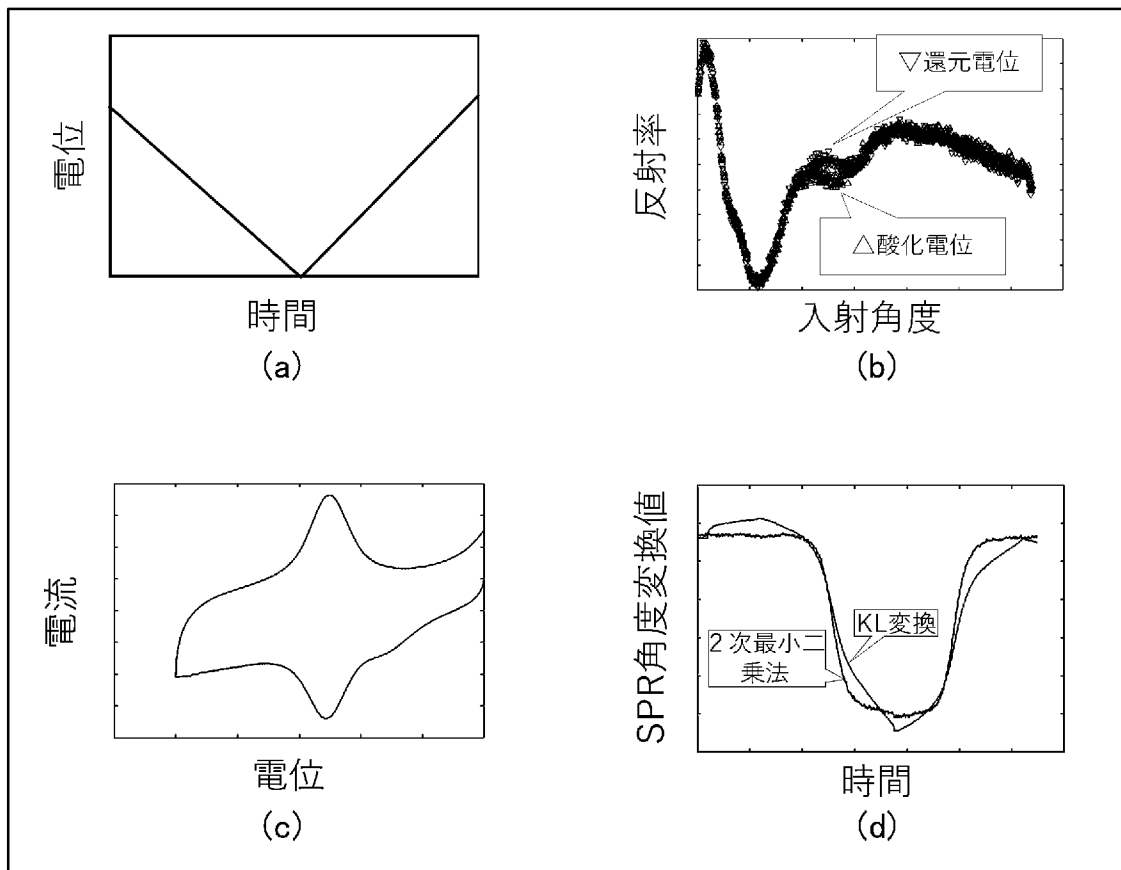 電位
時間
(a)
▽還元電位
反射率
△酸化電位
入射角度
(b)
電流
電位
(c)
SPR角度変換値
KL変換
2次最小二
乗法
時間
(d)